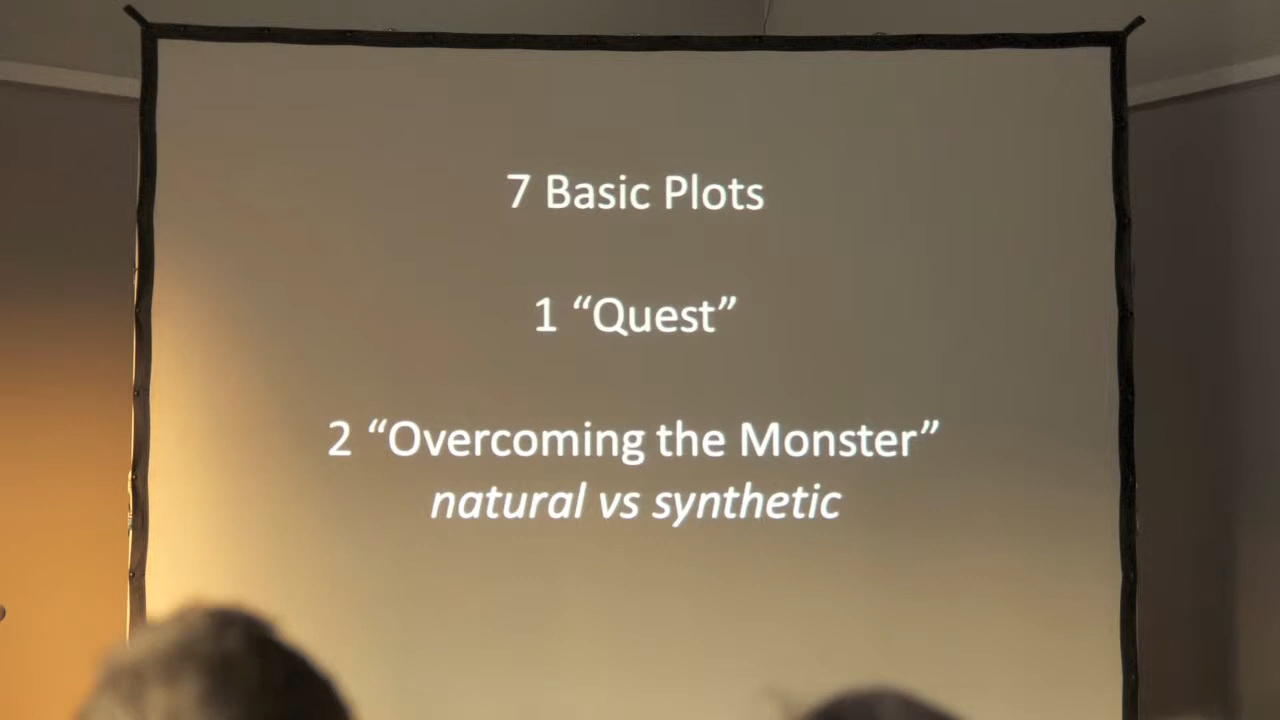 7 Basic Plots
1 “Quest”
2 “Overcoming the Monster”
natural vs synthetic